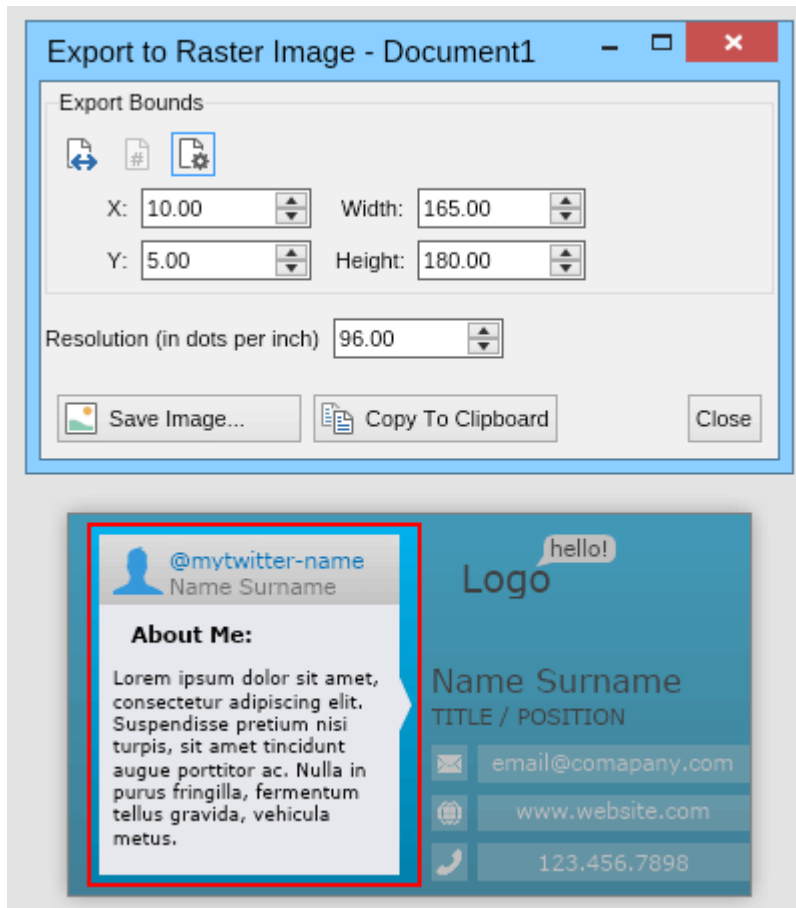 Export to Raster Image - Document1
Export Bounds
#
X: 10.00 Width: 165.00
Y: 5.00 Height: 180.00
Resolution (in dots per inch) 96.00
Save Image... Copy To Clipboard Close
@mytwitter-name
Name Surname
About Me:
Lorem ipsum dolor sit amet,
consectetur adipiscing elit.
Suspendisse pretium nisi
turpis, sit amet tincidunt
augue porttitor ac. Nulla in
purus fringilla, fermentum
tellus gravida, vehicula
metus.
hello!
Logo
Name Surname
TITLE / POSITION
email@comapany.com
www.website.com
123.456.7898